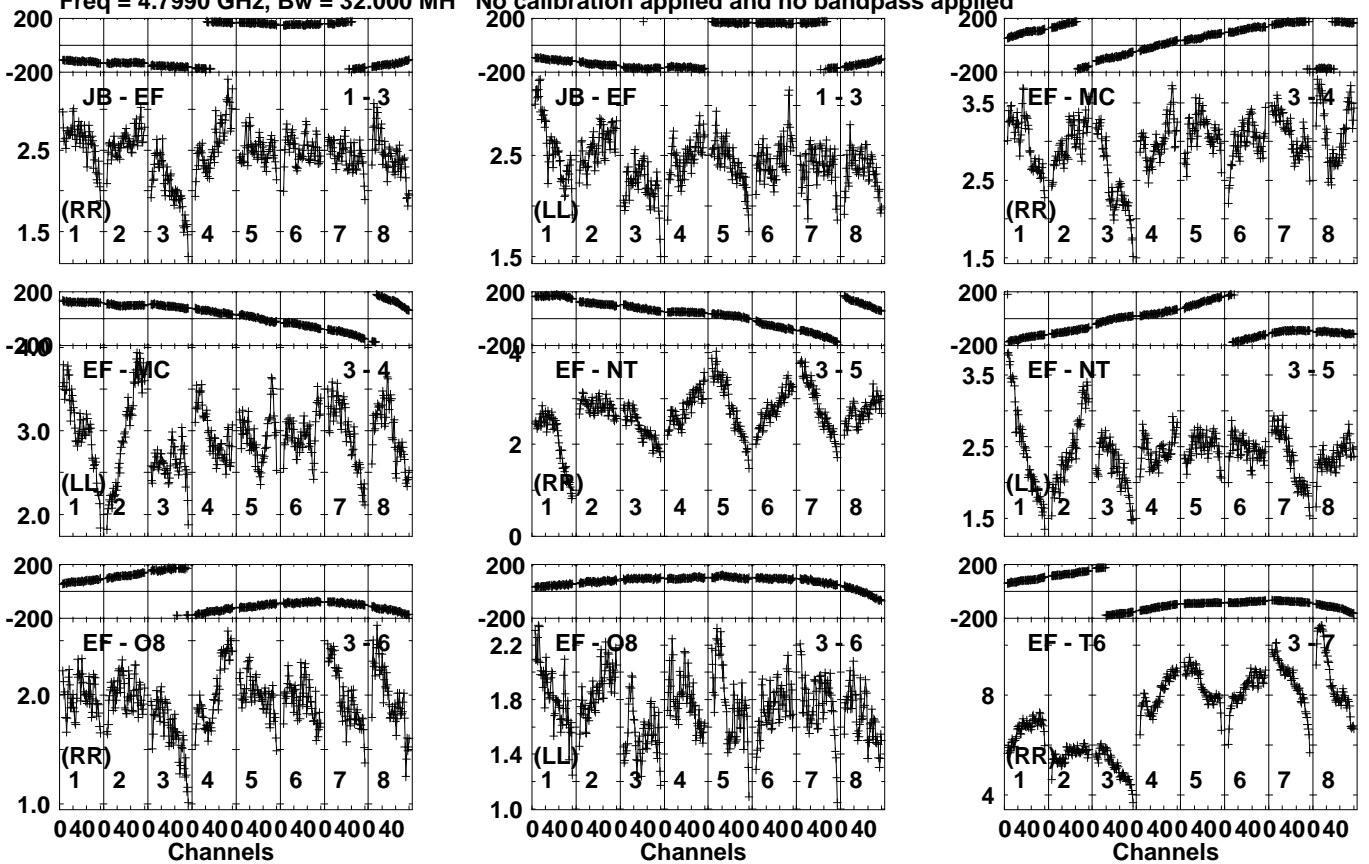 Freq = 4.7990 GHz, Bw = 32.000 MH No calibration applied and no bandpass applied
200 200 200
-200 -200 -200
JB - EF 1 - 3 JB - EF 1 - 3 EF - MC 3 - 4
3.5
2.5 2.5 2.5
(RR) (LL) (RR)
1 2 3 4 5 6 7 8 1 2 3 4 5 6 7 8 1 2 3 4 5 6 7 8
1.5 1.5 1.5
200 200 200
-200 -200 -200
4.0 4
EF - MC 3 - 4 EF - NT 3 - 5 EF - NT 3 - 5
3.5
3.0 2 2.5
(LL) (RR) (LL)
1 2 3 4 5 6 7 8 1 2 3 4 5 6 7 8 1 2 3 4 5 6 7 8
2.0 0 1.5
200 200 200
-200 -200 -200
EF - O8 3 - 6 EF - O8 3 - 6 EF - T6 3 - 7
2.2
2.0 1.8 8
1.4
(RR) (LL) (RR)
1 2 3 4 5 6 7 8 1 2 3 4 5 6 7 8 1 2 3 4 5 6 7 8
1.0 1.0 4
0 40 0 40 0 40 0 40 0 40 0 40 0 40 0 40 0 40 0 40 0 40 0 40 0 40 0 40 0 40 0 40 0 40 0 40 0 40 0 40 0 40 0 40 0 40 0 40
Channels Channels Channels